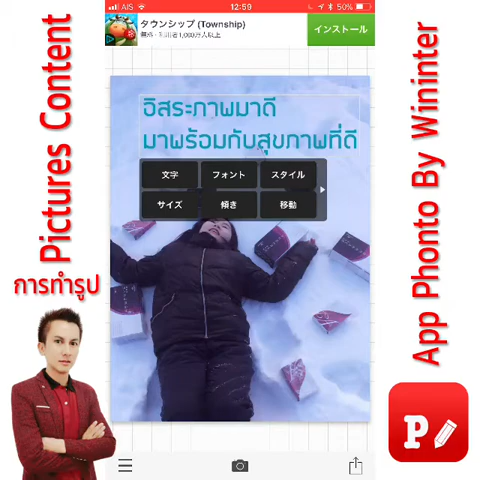 AIS
12:59
50%
タウンシップ (Township)
インストール
อิสระภาพมาดี
มาพร้อมกับสุขภาพที่ดี
文字
フォント
スタイル
サイズ
傾き
移動
Pictures Content
การทำรูป
App Phonto By Wininter
P